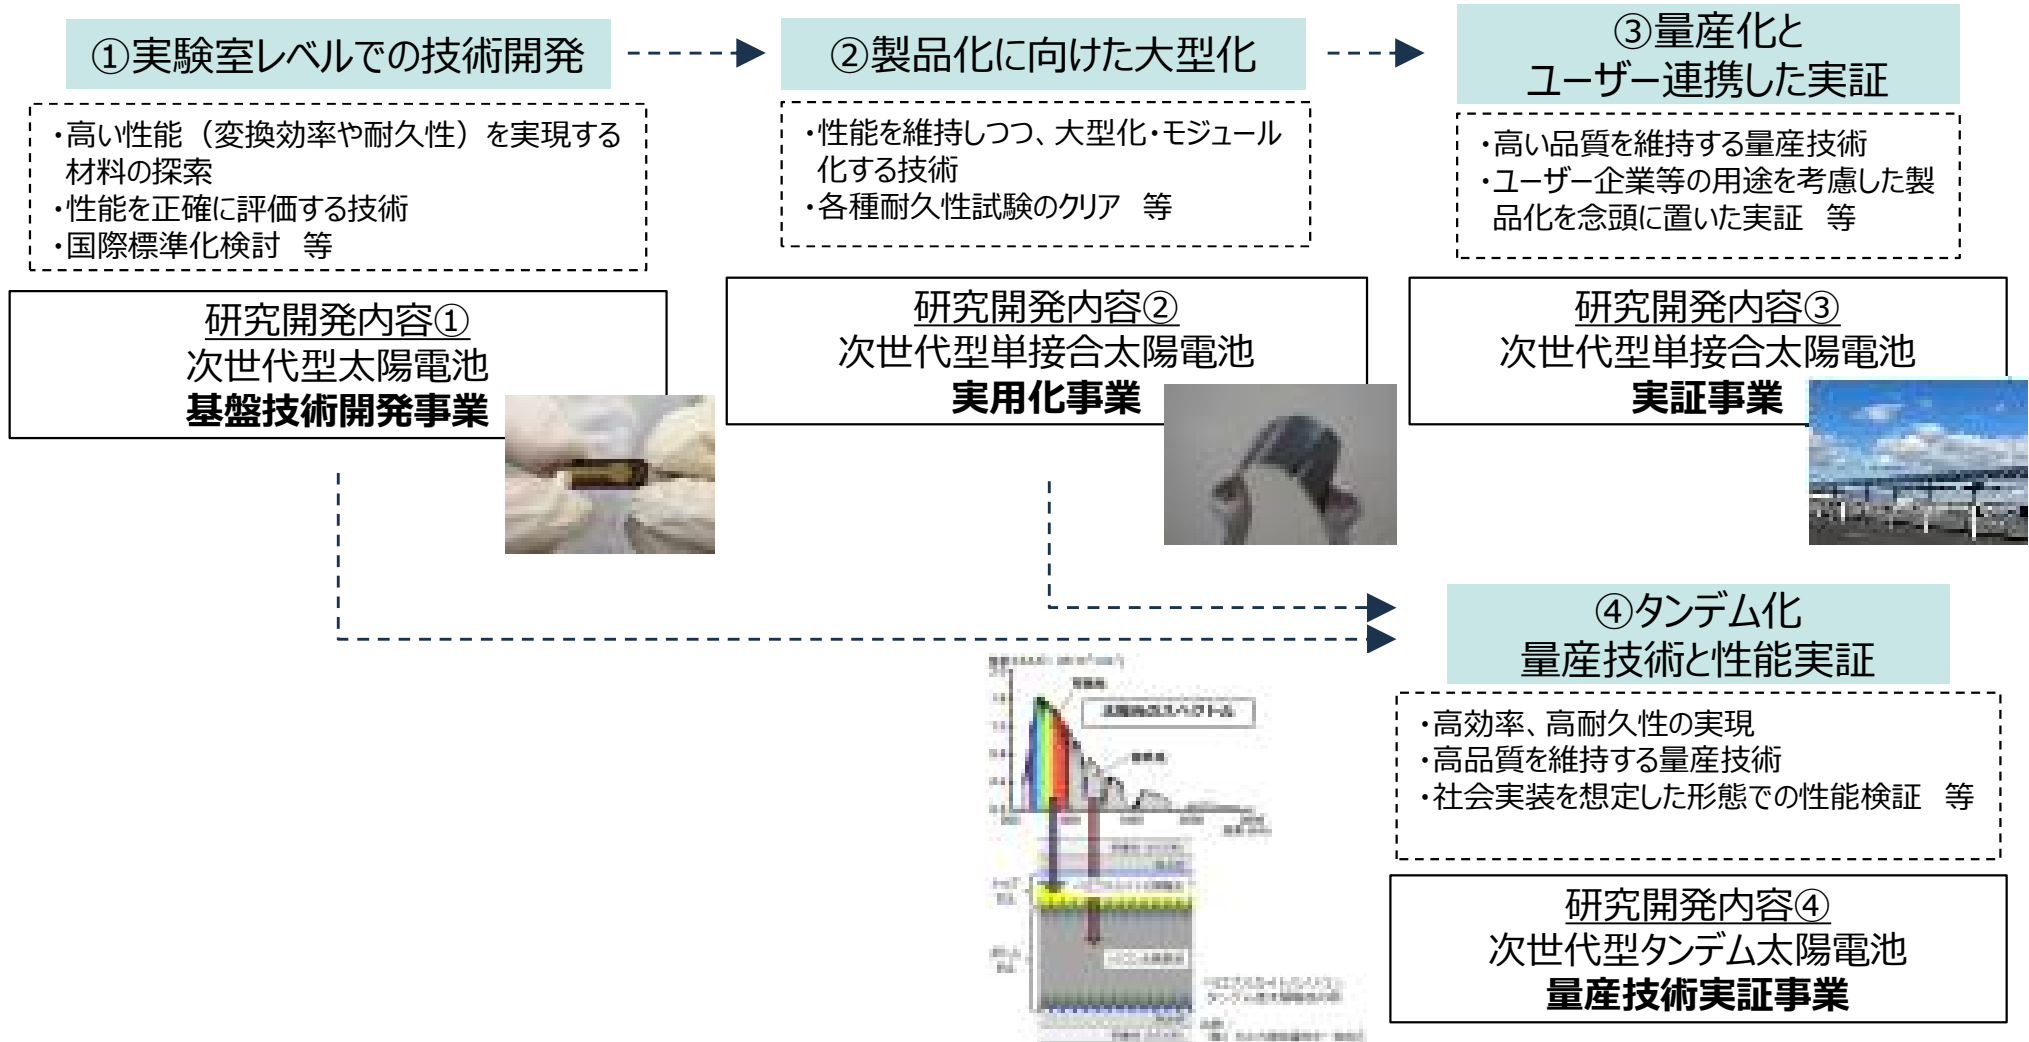 ①実験室レベルでの技術開発
・高い性能（変換効率や耐久性）を実現する
材料の探索
・性能を正確に評価する技術
・国際標準化検討　等
研究開発内容①
次世代型太陽電池
基盤技術開発事業
②製品化に向けた大型化
・性能を維持しつつ、大型化・モジュール
化する技術
・各種耐久性試験のクリア　等
研究開発内容②
次世代型単接合太陽電池
実用化事業
③量産化と
ユーザー連携した実証
・高い品質を維持する量産技術
・ユーザー企業等の用途を考慮した製
品化を念頭に置いた実証　等
研究開発内容③
次世代型単接合太陽電池
実証事業
④タンデム化
量産技術と性能実証
・高効率、高耐久性の実現
・高品質を維持する量産技術
・社会実装を想定した形態での性能検証　等
研究開発内容④
次世代型タンデム太陽電池
量産技術実証事業
太陽光のスペクトル